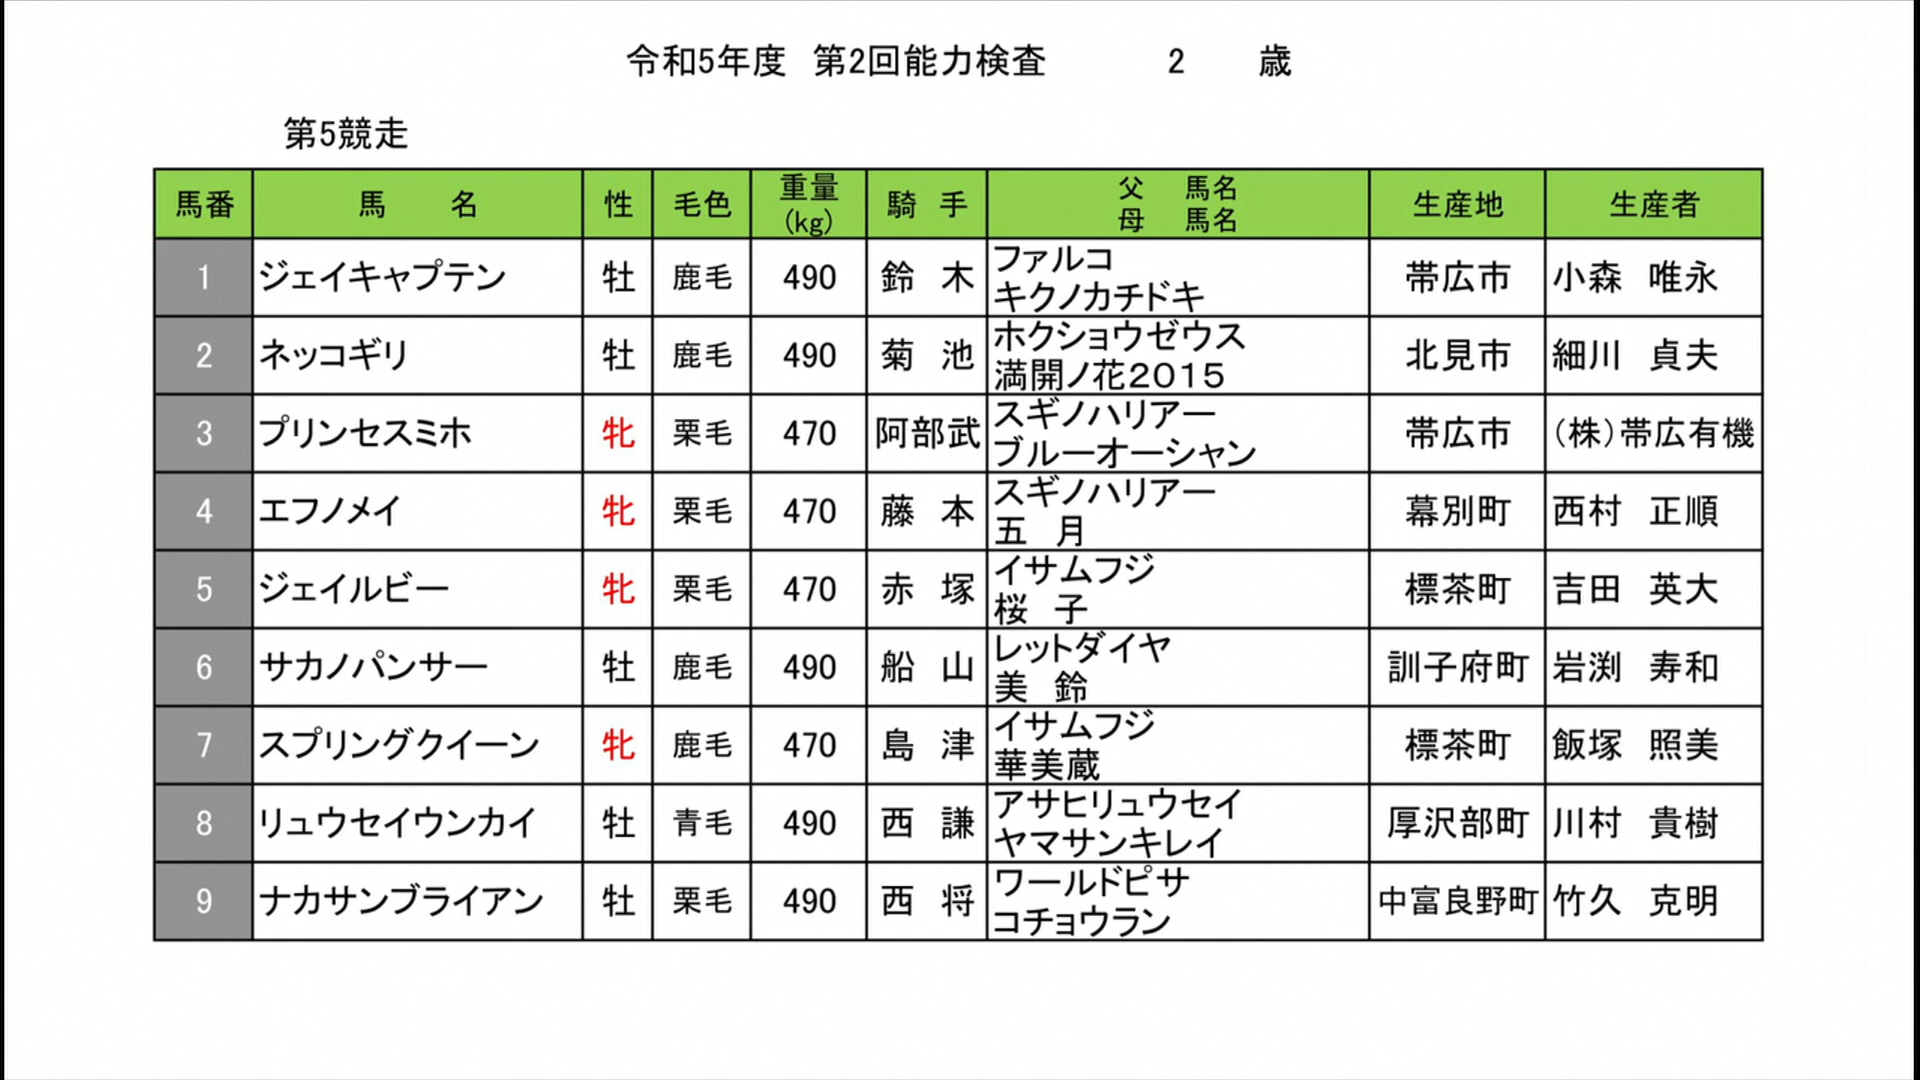 令和5年度 第2回能力検査 2 歳
第5競走
馬番 馬 名 性 毛色 重量(kg) 騎 手 父 馬名 母 馬名 生産地 生産者
1 ジェイキャプテン 牡 鹿毛 490 鈴 木 ファルコ キクノカチドキ 帯広市 小森 唯永
2 ネッコギリ 牡 鹿毛 490 菊 池 ホクショウゼウス 満開ノ花2015 北見市 細川 貞夫
3 プリンセスミホ 牝 栗毛 470 阿部武 スギノハリアー ブルーオーシャン 帯広市 (株)帯広有機
4 エフノメイ 牝 栗毛 470 藤 本 スギノハリアー 五 月 幕別町 西村 正順
5 ジェイルビー 牝 栗毛 470 赤 塚 イサムフジ 桜 子 標茶町 吉田 英大
6 サカノパンサー 牡 鹿毛 490 船 山 レットダイヤ 美 鈴 訓子府町 岩渕 寿和
7 スプリングクイーン 牝 鹿毛 470 島 津 イサムフジ 華美蔵 標茶町 飯塚 照美
8 リュウセイウンカイ 牡 青毛 490 西 謙 アサヒリュウセイ ヤマサンキレイ 厚沢部町 川村 貴樹
9 ナカサンブライアン 牡 栗毛 490 西 将 ワールドピサ コチョウラン 中富良野町 竹久 克明